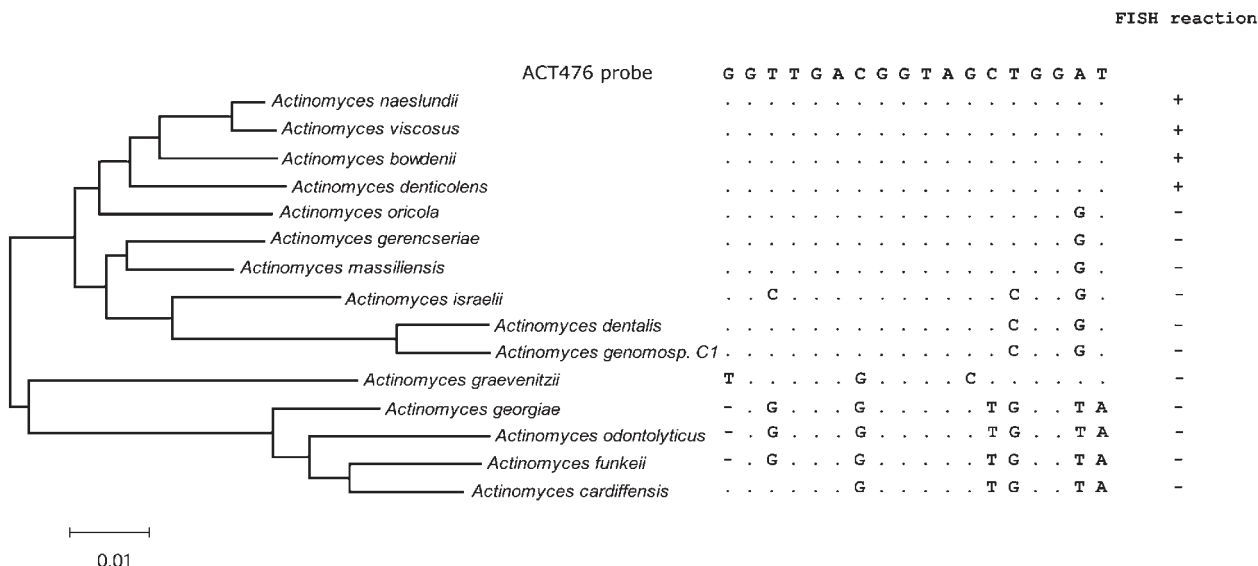 FISH reaction
ACT476 probe G G T T G A C G G T A G C T G G A T
Actinomyces naeslundii . . . . . . . . . . . . . . . . . . +
Actinomyces viscosus . . . . . . . . . . . . . . . . . . +
Actinomyces bowdenii . . . . . . . . . . . . . . . . . . +
Actinomyces denticolens . . . . . . . . . . . . . . . . . . +
Actinomyces oricola . . . . . . . . . . . . . . . . G . -
Actinomyces gerencseriae . . . . . . . . . . . . . . . . G . -
Actinomyces massiliensis . . . . . . . . . . . . . . . . G . -
Actinomyces israelii . . C . . . . . . . . . . C . . G . -
Actinomyces dentalis . . . . . . . . . . . . . C . . G . -
Actinomyces genomosp. C1 . . . . . . . . . . . . . C . . G . -
Actinomyces graevenitzii T . . . . . G . . . . C . . . . . . -
Actinomyces georgiae - . G . . . G . . . . . T G . . T A -
Actinomyces odontolyticus - . G . . . G . . . . . T G . . T A -
Actinomyces funkeii - . G . . . G . . . . . T G . . T A -
Actinomyces cardiffensis . . . . . . G . . . . . T G . . T A -
0.01